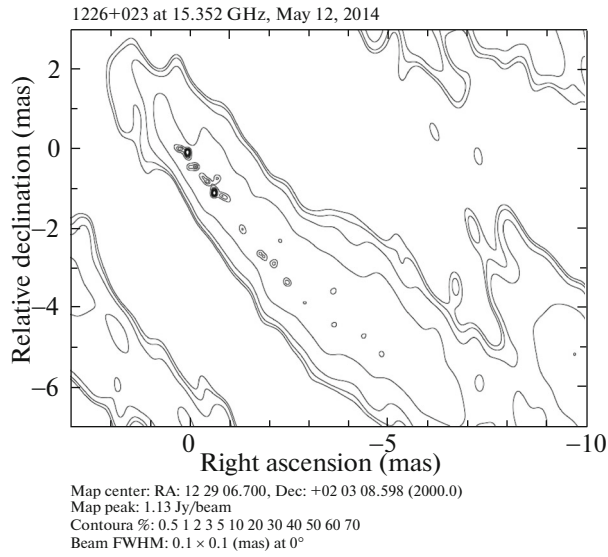 1226+023 at 15.352 GHz, May 12, 2014
2
0
−2
−4
−6
Relative declination (mas)
0
−5
−10
Right ascension (mas)
Map center: RA: 12 29 06.700, Dec: +02 03 08.598 (2000.0)
Map peak: 1.13 Jy/beam
Contoura %: 0.5 1 2 3 5 10 20 30 40 50 60 70
Beam FWHM: 0.1 × 0.1 (mas) at 0°